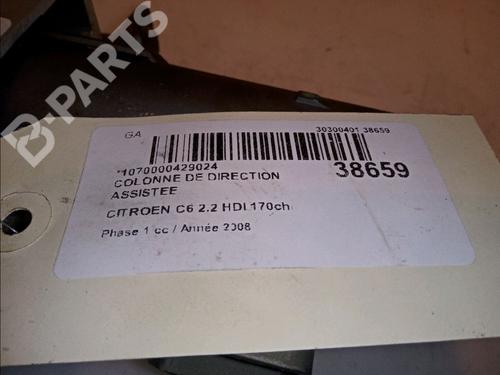 B-PARTS
GA
30300401 38659
*1070000429024
38659
COLONNE DE DIRECTION
ASSISTEE
CITROEN C6 2.2 HDI 170ch
Phase 1 cc / Année 2008